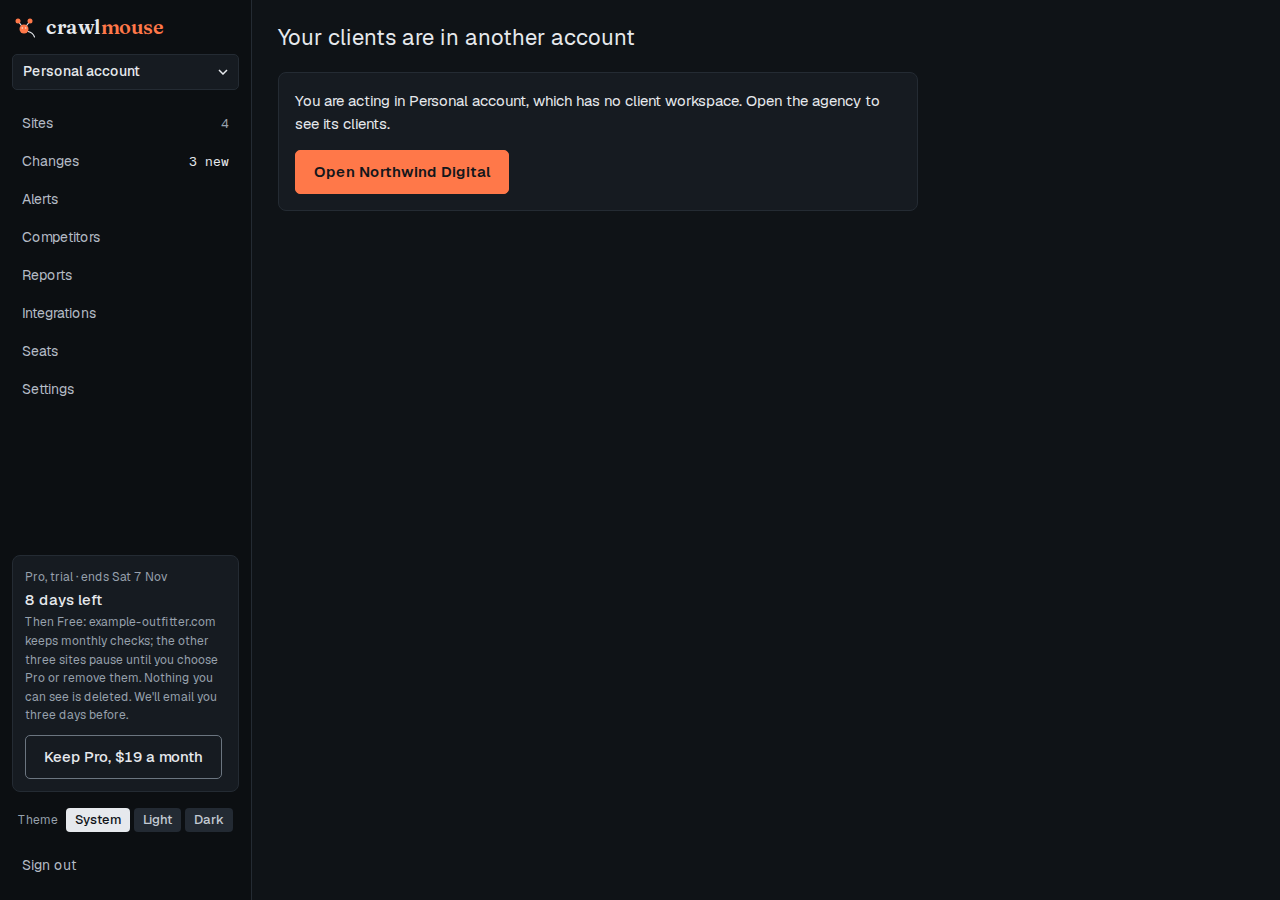 crawlmouse
Personal account
Sites 4
Changes 3 new
Alerts
Competitors
Reports
Integrations
Seats
Settings
Pro, trial · ends Sat 7 Nov
8 days left
Then Free: example-outfitter.com
keeps monthly checks; the other
three sites pause until you choose
Pro or remove them. Nothing you
can see is deleted. We'll email you
three days before.
Keep Pro, $19 a month
Theme System Light Dark
Sign out
Your clients are in another account
You are acting in Personal account, which has no client workspace. Open the agency to
see its clients.
Open Northwind Digital